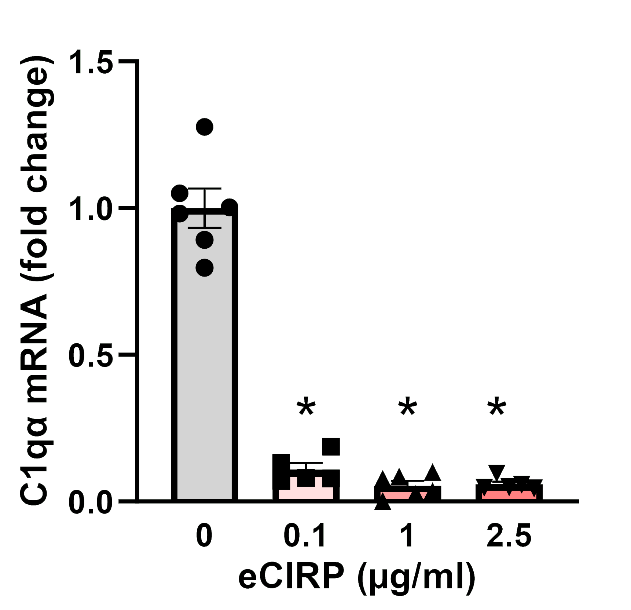 C1qα mRNA (fold change)
1.5
1.0
0.5
0.0
* * *
0 0.1 1 2.5
eCIRP (μg/ml)